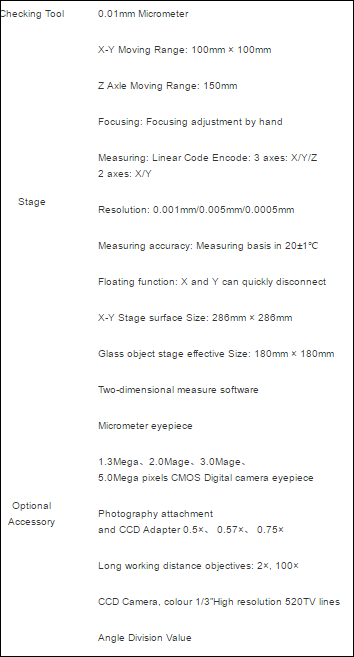 Checking Tool 0.01mm Micrometer
X-Y Moving Range: 100mm × 100mm
Z Axle Moving Range: 150mm
Focusing: Focusing adjustment by hand
Measuring: Linear Code Encode: 3 axes: X/Y/Z
2 axes: X/Y
Stage
Resolution: 0.001mm/0.005mm/0.0005mm
Measuring accuracy: Measuring basis in 20±1℃
Floating function: X and Y can quickly disconnect
X-Y Stage surface Size: 286mm × 286mm
Glass object stage effective Size: 180mm × 180mm
Two-dimensional measure software
Micrometer eyepiece
1.3Mega、2.0Mage、3.0Mage、
5.0Mega pixels CMOS Digital camera eyepiece
Optional
Accessory
Photography attachment
and CCD Adapter 0.5×、 0.57×、 0.75×
Long working distance objectives: 2×, 100×
CCD Camera, colour 1/3"High resolution 520TV lines
Angle Division Value